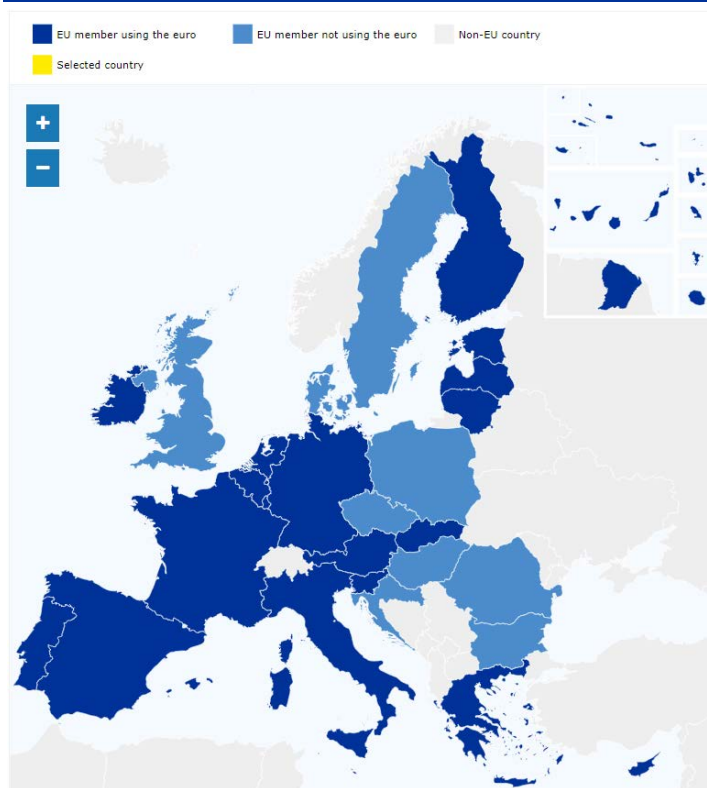 EU member using the euro EU member not using the euro Non-EU country
Selected country
+
−